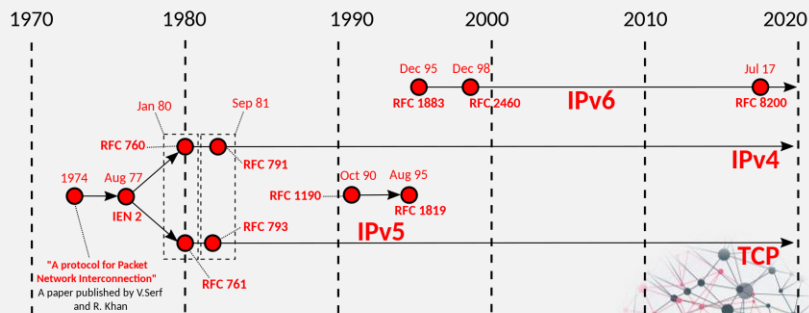 1970 1980 1990 2000 2010 2020
Dec 95 Dec 98 Jul 17
RFC 1883 RFC 2460 IPv6 RFC 8200
Jan 80 Sep 81
RFC 760
RFC 791 IPv4
1974 Aug 77 Oct 90 Aug 95
RFC 1190
IEN 2 RFC 1819
RFC 793 IPv5
TCP
"A protocol for Packet
Network Interconnection"
RFC 761
A paper published by V.Serf
and R. Khan